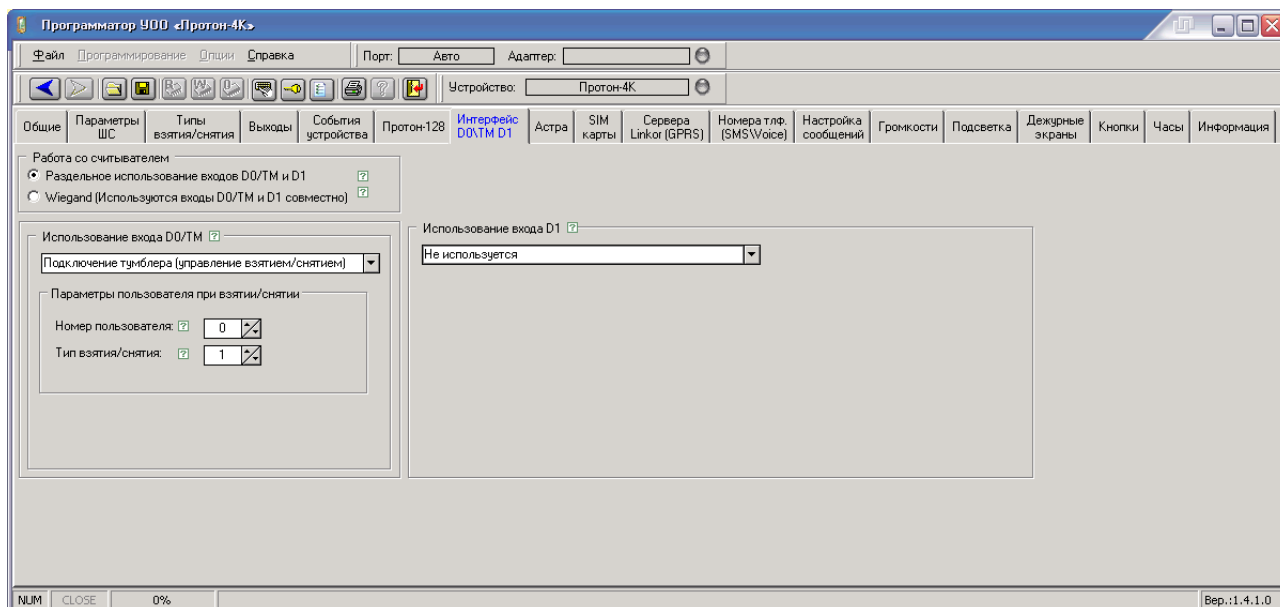 Программатор УОО «Протон-4К»
Файл Программирование Опции Справка Порт: Авто Адаптер:
Устройство: Протон-4К
Общие Параметры ШС Типы взятия/снятия Выходы События устройства Протон-128 Интерфейс D0\TM D1 Астра SIM карты Сервера Linkor (GPRS) Номера тлф. (SMS\Voice) Настройка сообщений Громкости Подсветка Дежурные экраны Кнопки Часы Информация
Работа со считывателем
Раздельное использование входов D0/TM и D1 ?
Wiegand (Используются входы D0/TM и D1 совместно) ?
Использование входа D0/TM ?
Подключение тумблера (управление взятием/снятием)
Параметры пользователя при взятии/снятии
Номер пользователя: ? 0
Тип взятия/снятия: ? 1
Использование входа D1 ?
Не используется
NUM CLOSE 0% Вер.:1.4.1.0